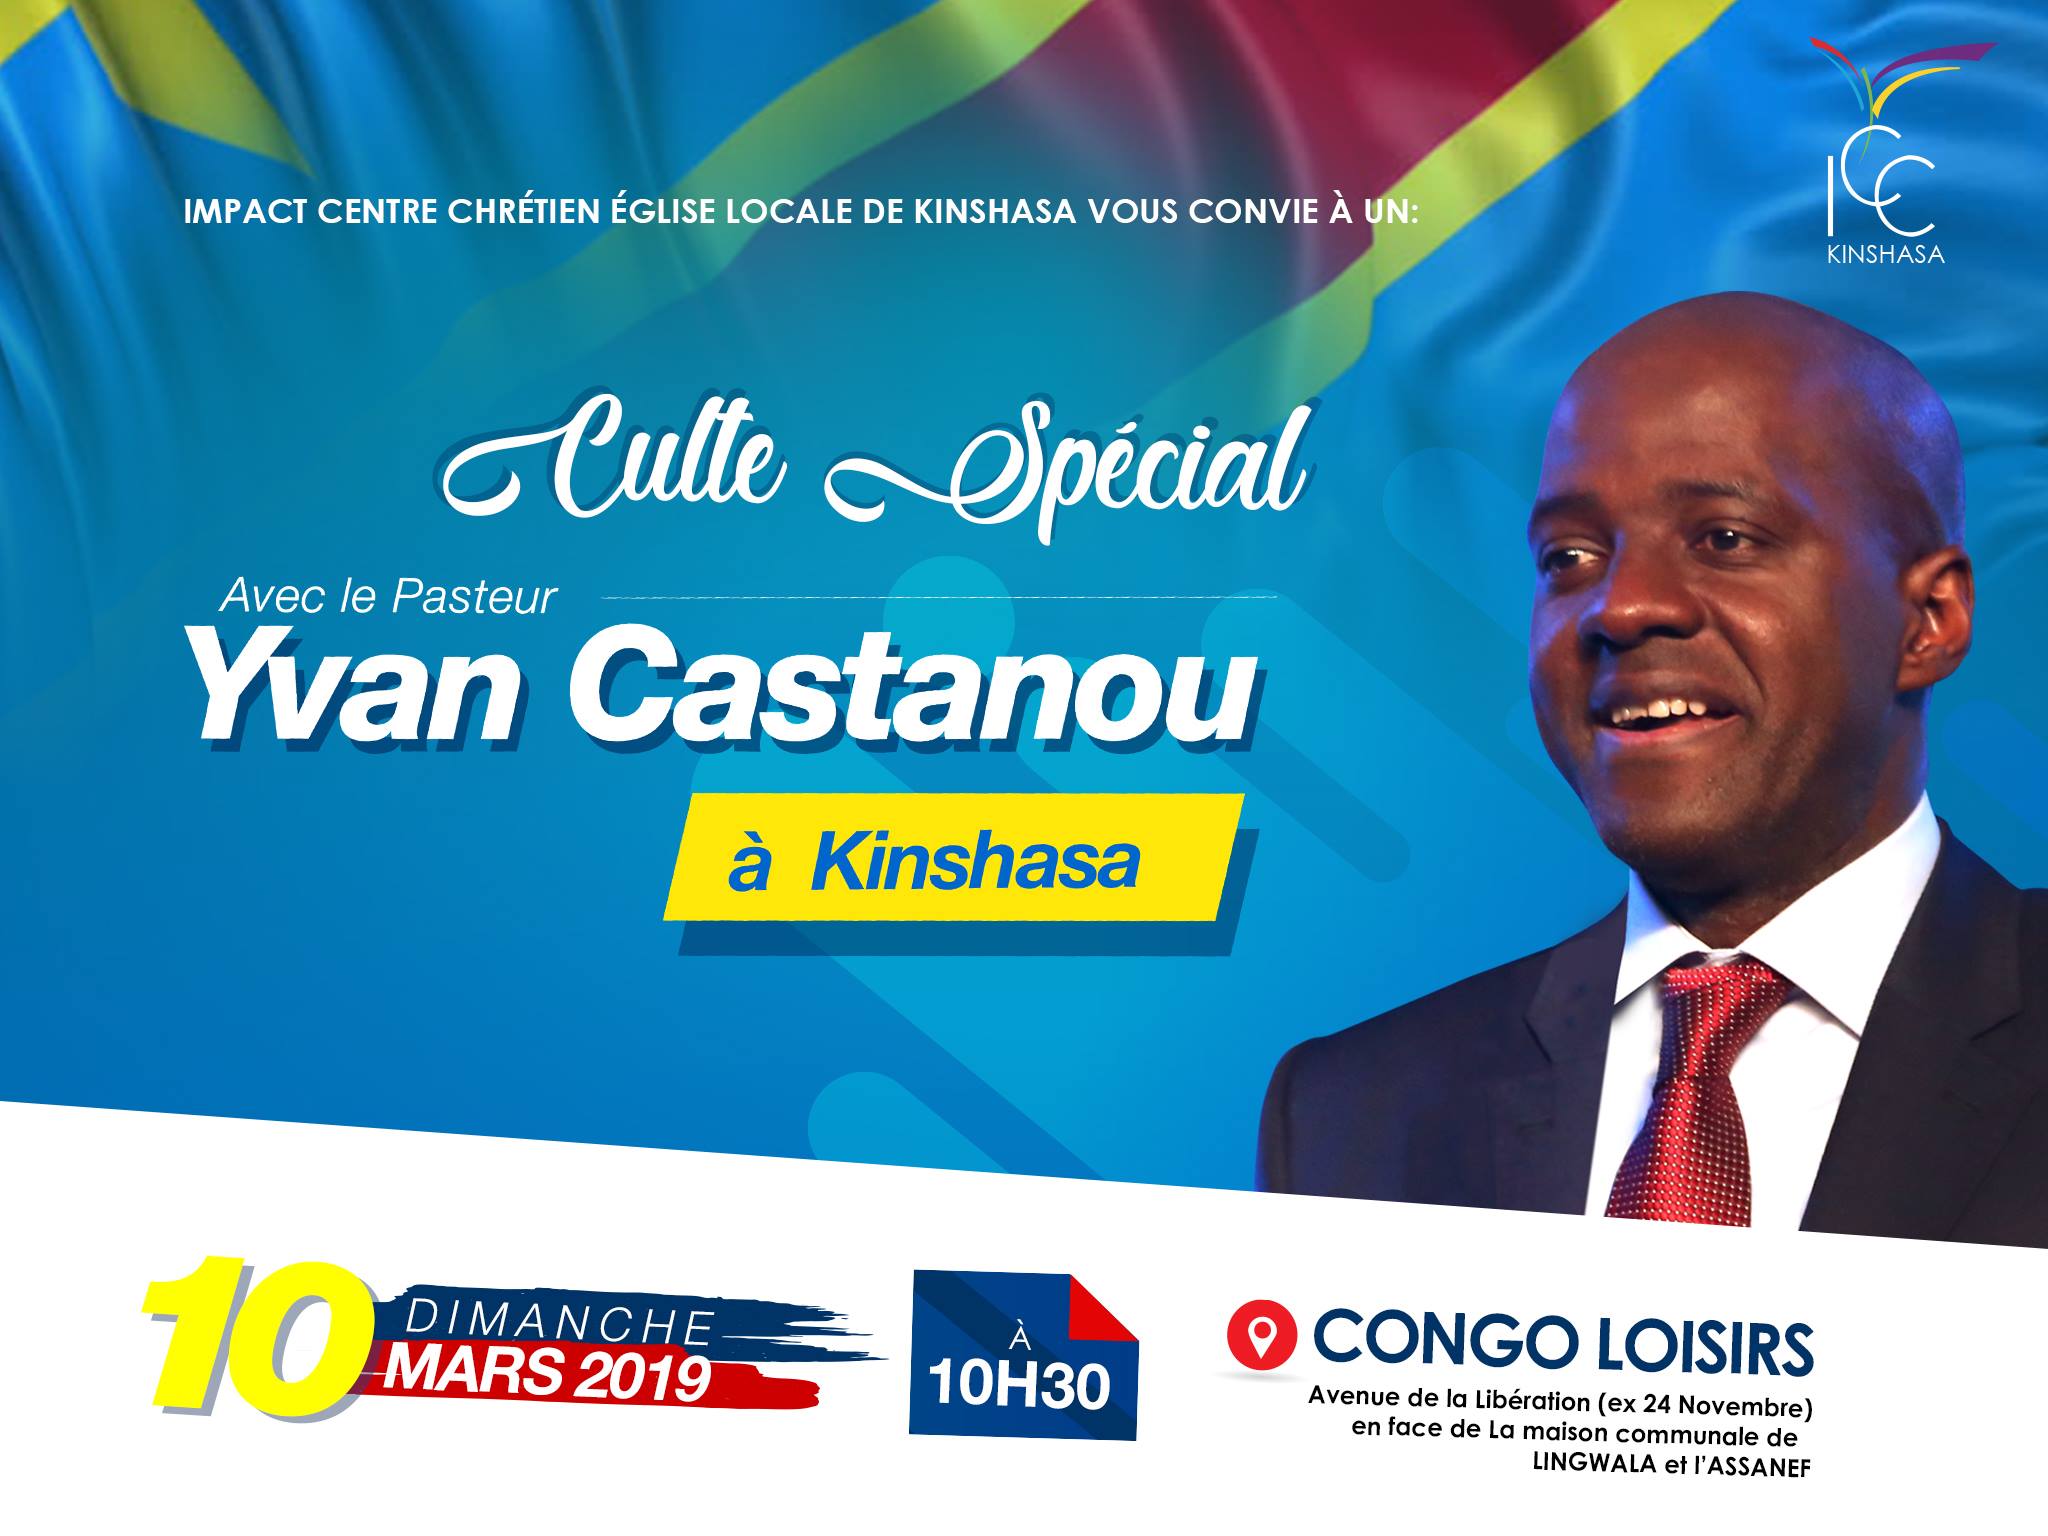 IMPACT CENTRE CHRÉTIEN ÉGLISE LOCALE DE KINSHASA VOUS CONVIE À UN:
ICC
KINSHASA
Culte Spécial
Avec le Pasteur
Yvan Castanou
à Kinshasa
10 DIMANCHE
MARS 2019
À
10H30
CONGO LOISIRS
Avenue de la Libération (ex 24 Novembre)
en face de La maison communale de
LINGWALA et l'ASSANEF